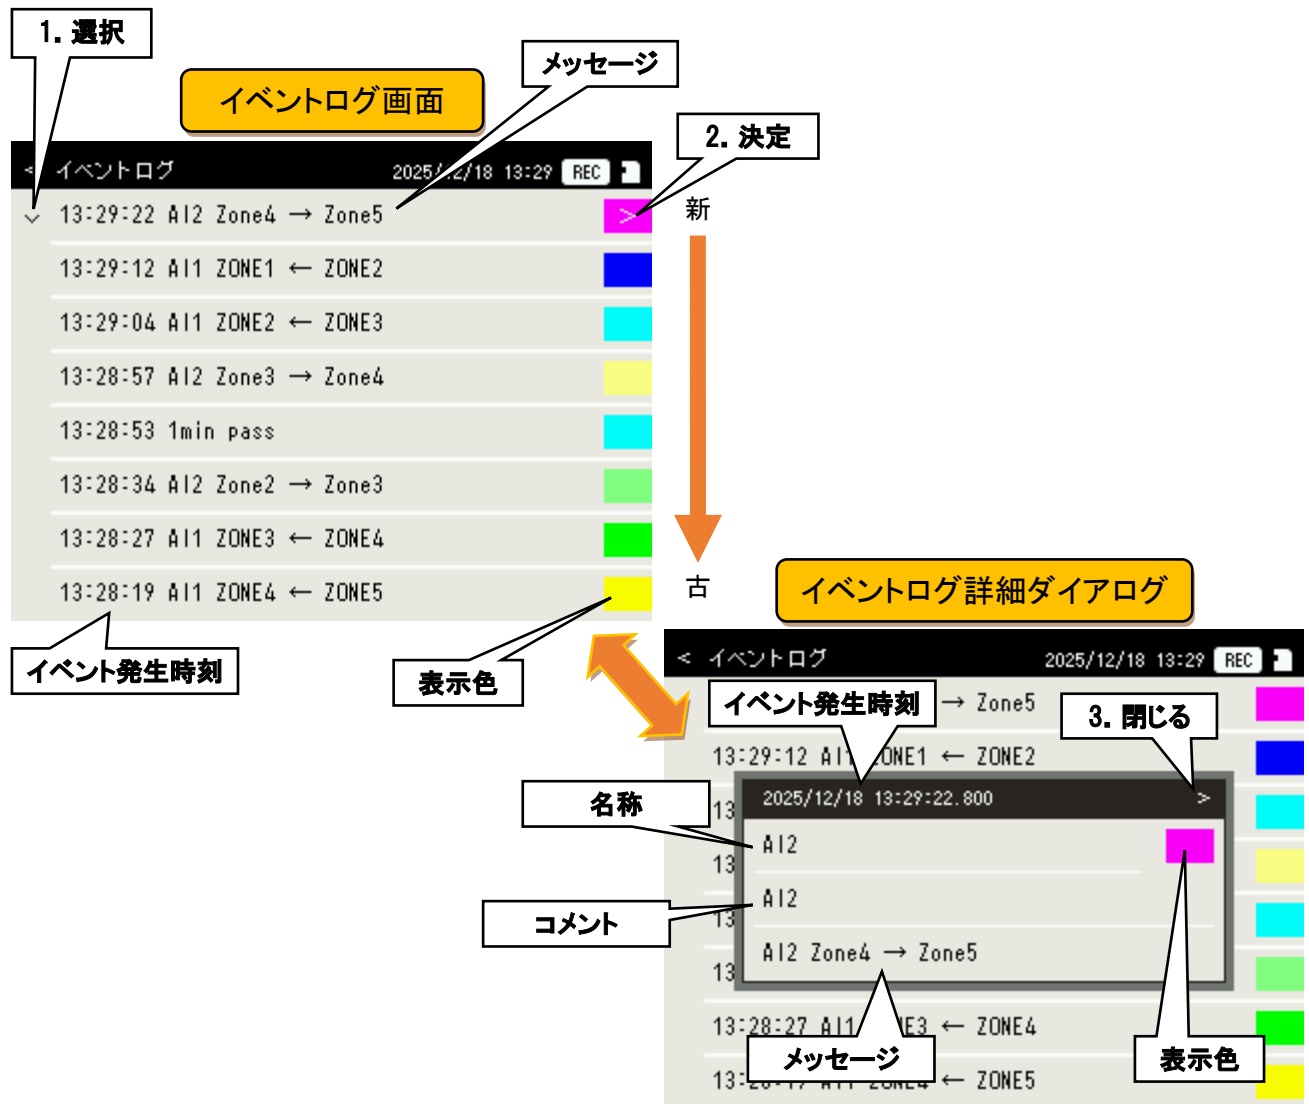 1. 選択
メッセージ
イベントログ画面
2. 決定
< イベントログ 2025/12/18 13:29 REC
13:29:22 AI2 Zone4 → Zone5 >
新
13:29:12 AI1 ZONE1 ← ZONE2
13:29:04 AI1 ZONE2 ← ZONE3
13:28:57 AI2 Zone3 → Zone4
13:28:53 1min pass
13:28:34 AI2 Zone2 → Zone3
13:28:27 AI1 ZONE3 ← ZONE4
13:28:19 AI1 ZONE4 ← ZONE5
古
イベントログ詳細ダイアログ
イベント発生時刻
表示色
< イベントログ 2025/12/18 13:29 REC
イベント発生時刻
→ Zone5
3. 閉じる
13:29:12 AI1 ZONE1 ← ZONE2
名称
13
2025/12/18 13:29:22.800 >
AI2
13
コメント
AI2
13
AI2 Zone4 → Zone5
13
13:28:27 AI1 ZONE3 ← ZONE4
メッセージ
表示色
← ZONE5